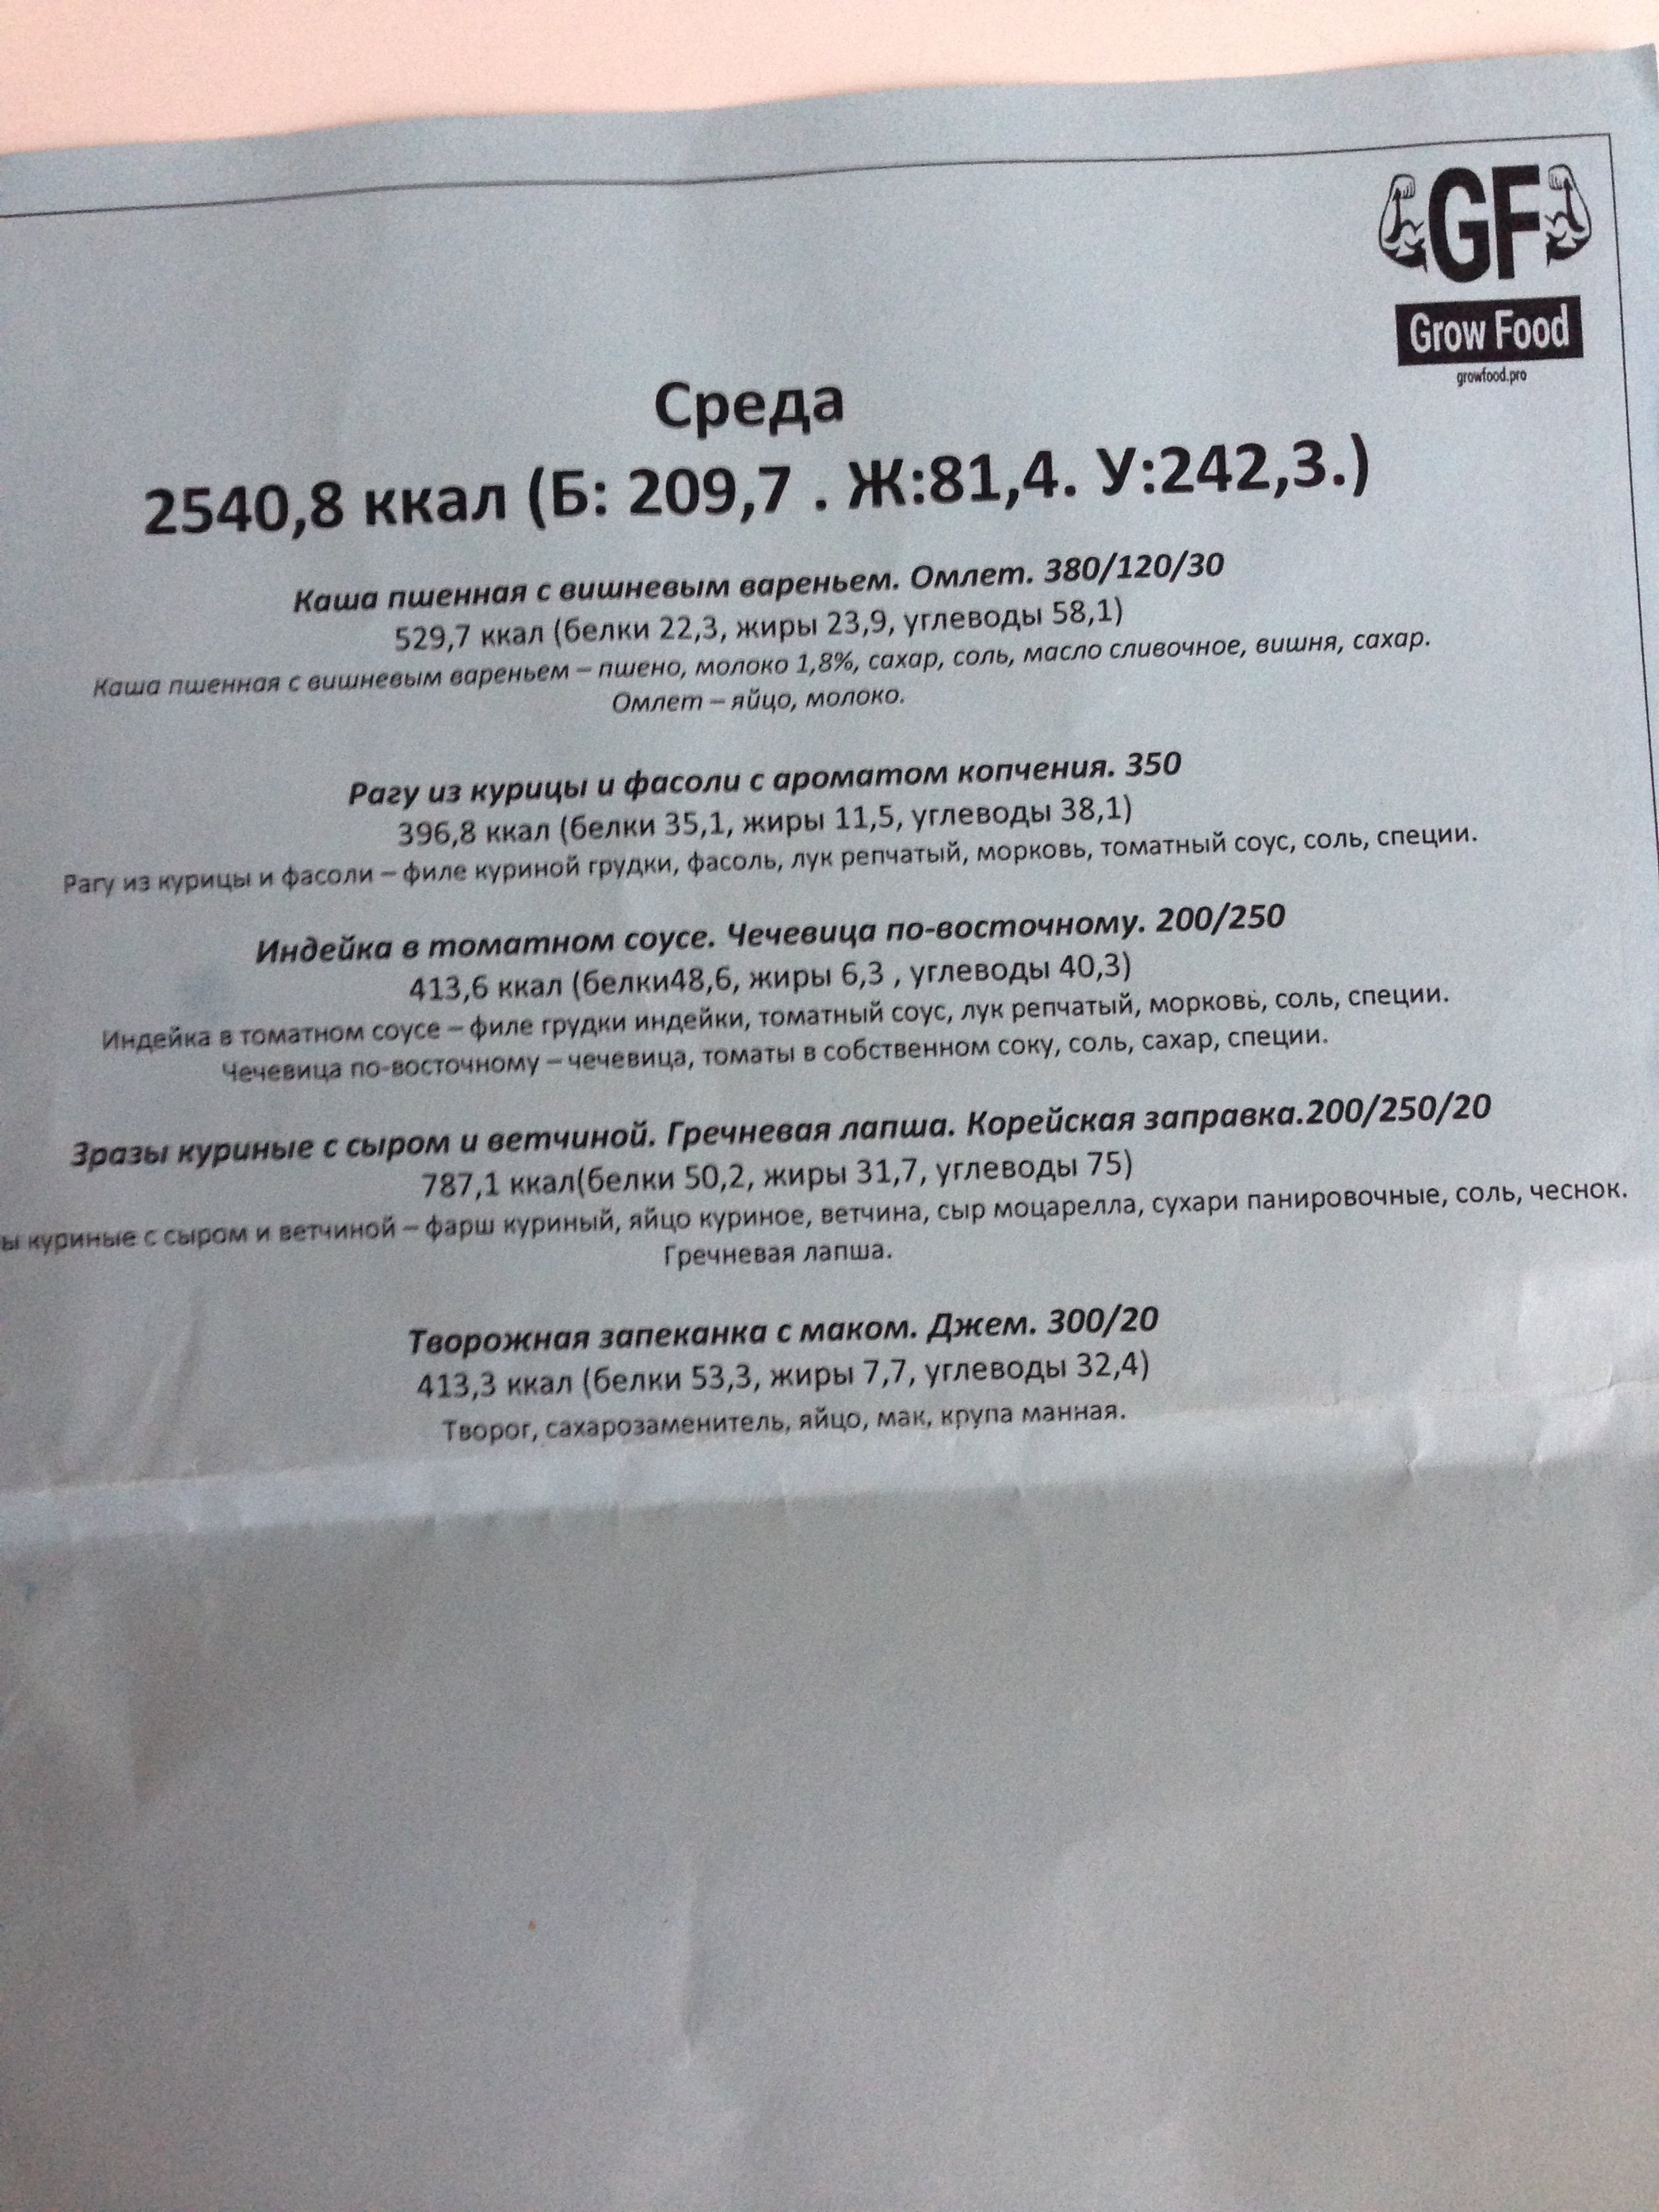 GF
Grow Food
growfood.pro
Среда
2540,8 ккал (Б: 209,7 . Ж:81,4. У:242,3.)
Каша пшенная с вишневым вареньем. Омлет. 380/120/30
529,7 ккал (белки 22,3, жиры 23,9, углеводы 58,1)
Каша пшенная с вишневым вареньем – пшено, молоко 1,8%, сахар, соль, масло сливочное, вишня, сахар.
Омлет – яйцо, молоко.
Рагу из курицы и фасоли с ароматом копчения. 350
396,8 ккал (белки 35,1, жиры 11,5, углеводы 38,1)
Рагу из курицы и фасоли – филе куриной грудки, фасоль, лук репчатый, морковь, томатный соус, соль, специи.
Индейка в томатном соусе. Чечевица по-восточному. 200/250
413,6 ккал (белки48,6, жиры 6,3 , углеводы 40,3)
Индейка в томатном соусе – филе грудки индейки, томатный соус, лук репчатый, морковь, соль, специи.
Чечевица по-восточному – чечевица, томаты в собственном соку, соль, сахар, специи.
Зразы куриные с сыром и ветчиной. Гречневая лапша. Корейская заправка.200/250/20
787,1 ккал(белки 50,2, жиры 31,7, углеводы 75)
ы куриные с сыром и ветчиной – фарш куриный, яйцо куриное, ветчина, сыр моцарелла, сухари панировочные, соль, чеснок.
Гречневая лапша.
Творожная запеканка с маком. Джем. 300/20
413,3 ккал (белки 53,3, жиры 7,7, углеводы 32,4)
Творог, сахарозаменитель, яйцо, мак, крупа манная.